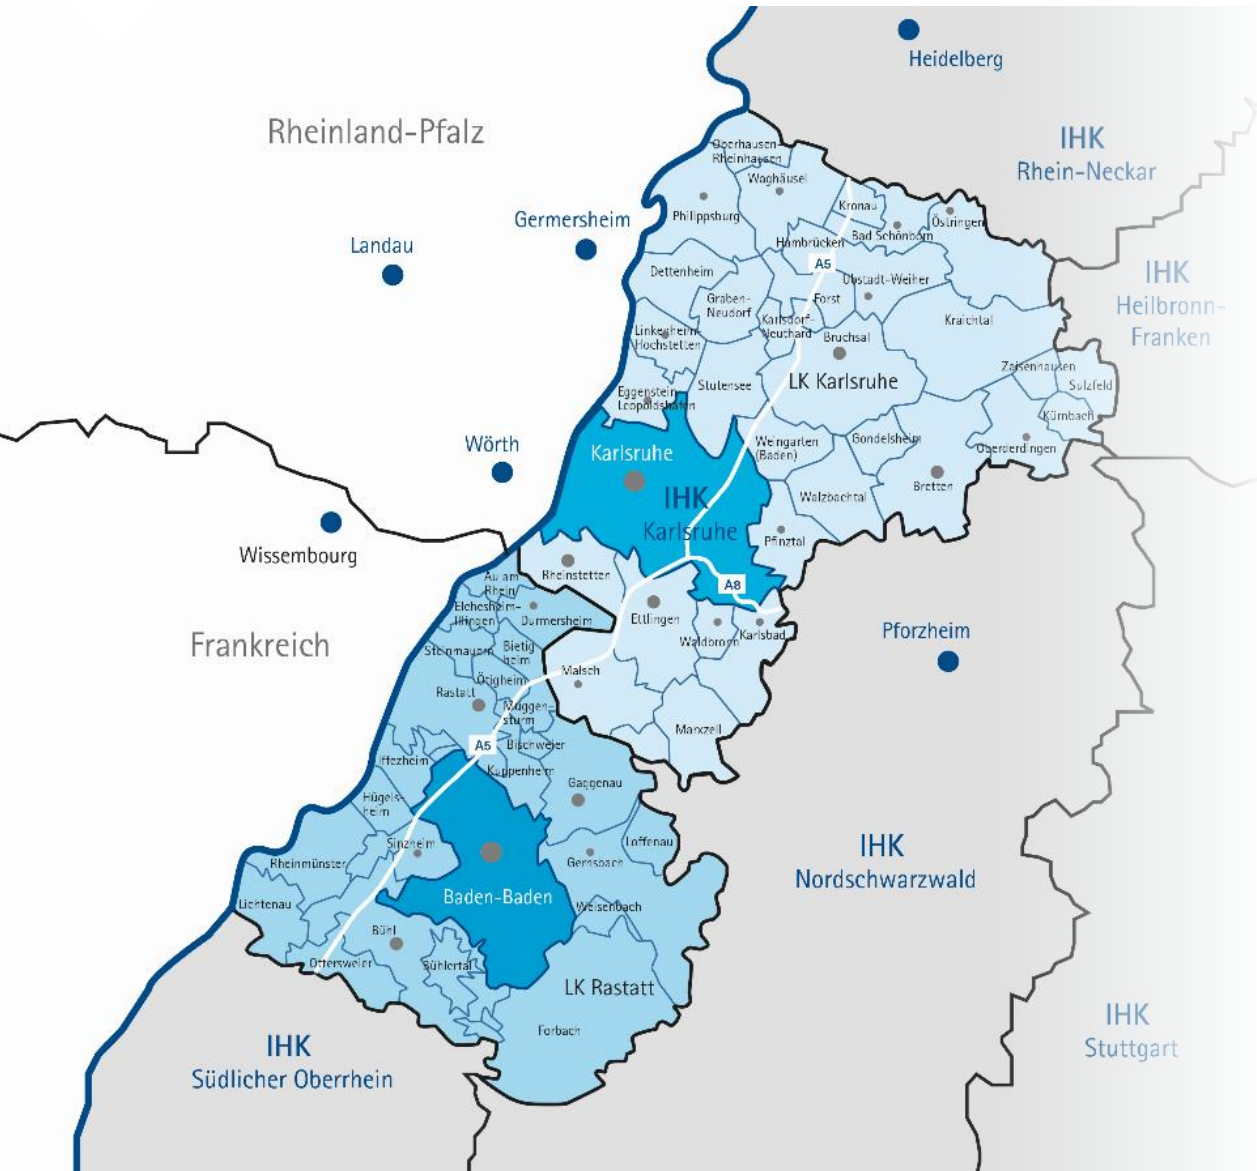 Heidelberg
IHK
Rhein-Neckar
Rheinland-Pfalz
Oberhausen-
Rheinhausen
Waghäusel
Kronau
Philippsburg
Östringen
Germersheim
Hambrücken
Bad Schönborn
Landau
A5
IHK
Heilbronn-
Franken
Dettenheim
Ubstadt-Weiher
Graben-
Neudorf
Forst
Karlsdorf-
Neuthard
Kraichtal
Linkenheim-
Hochstetten
Bruchsal
Zaisenhausen
Stutensee
LK Karlsruhe
Sulzfeld
Eggenstein-
Leopoldshafen
Kürnbach
Wörth
Karlsruhe
Weingarten
(Baden)
Gondelsheim
Oberderdingen
IHK
Karlsruhe
Walzbachtal
Bretten
Wissembourg
Pfinztal
Au am
Rhein
Rheinstetten
A8
Elchesheim-
Illingen
Durmersheim
Ettlingen
Waldbronn
Karlsbad
Pforzheim
Frankreich
Steinmauern
Bietig
heim
Ötigheim
Malsch
Rastatt
Muggen-
sturm
Marxzell
A5
Bischweier
Iffezheim
Kuppenheim
Gaggenau
Hügels-
heim
Sinzheim
Loffenau
IHK
Nordschwarzwald
Rheinmünster
Gernsbach
Baden-Baden
Lichtenau
Weisenbach
Bühl
Ottersweier
Bühlertal
LK Rastatt
Forbach
IHK
Südlicher Oberrhein
IHK
Stuttgart